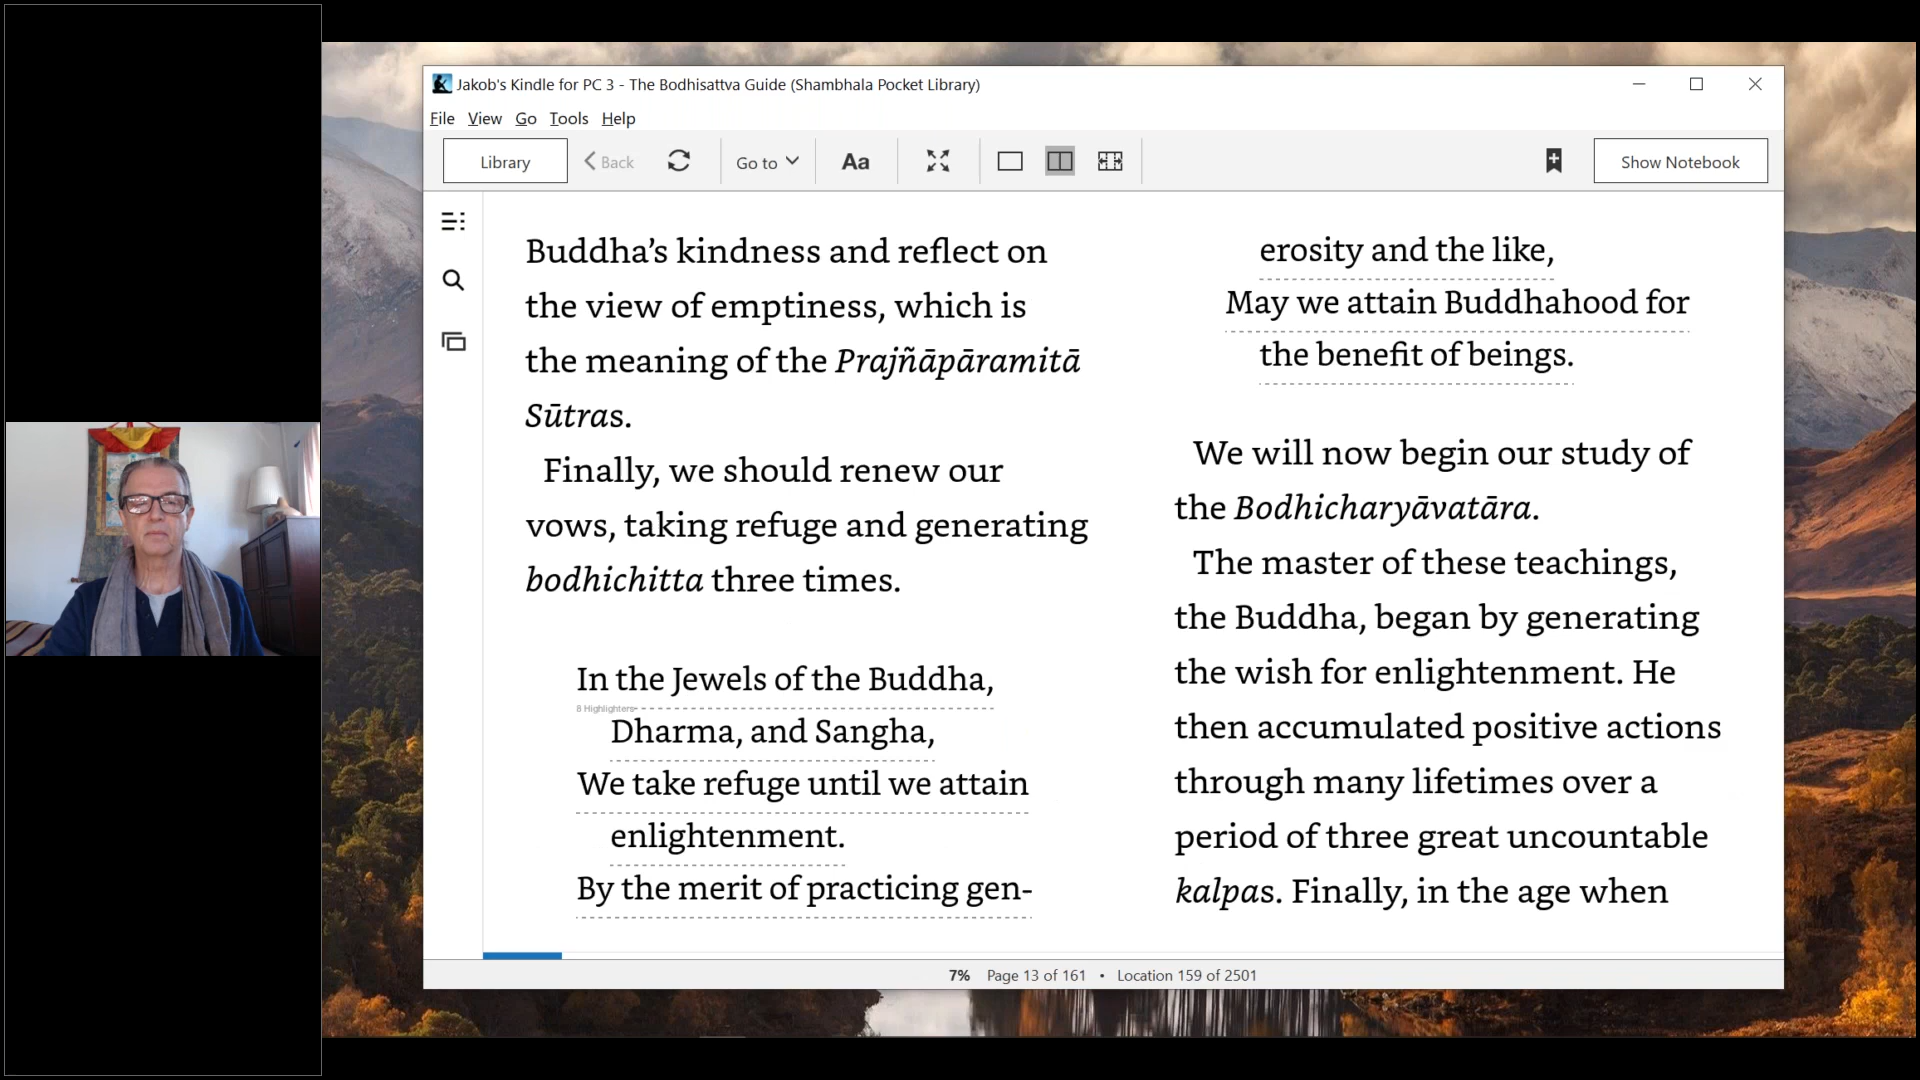 Jakob's Kindle for PC 3 - The Bodhisattva Guide (Shambhala Pocket Library)
File View Go Tools Help
Library Back Go to Aa Show Notebook
Buddha’s kindness and reflect on
the view of emptiness, which is
the meaning of the Prajñāpāramitā
Sūtras.
Finally, we should renew our
vows, taking refuge and generating
bodhichitta three times.
In the Jewels of the Buddha,
8 Highlighters
Dharma, and Sangha,
We take refuge until we attain
enlightenment.
By the merit of practicing gen-
erosity and the like,
May we attain Buddhahood for
the benefit of beings.
We will now begin our study of
the Bodhicharyāvatāra.
The master of these teachings,
the Buddha, began by generating
the wish for enlightenment. He
then accumulated positive actions
through many lifetimes over a
period of three great uncountable
kalpas. Finally, in the age when
7% Page 13 of 161 • Location 159 of 2501